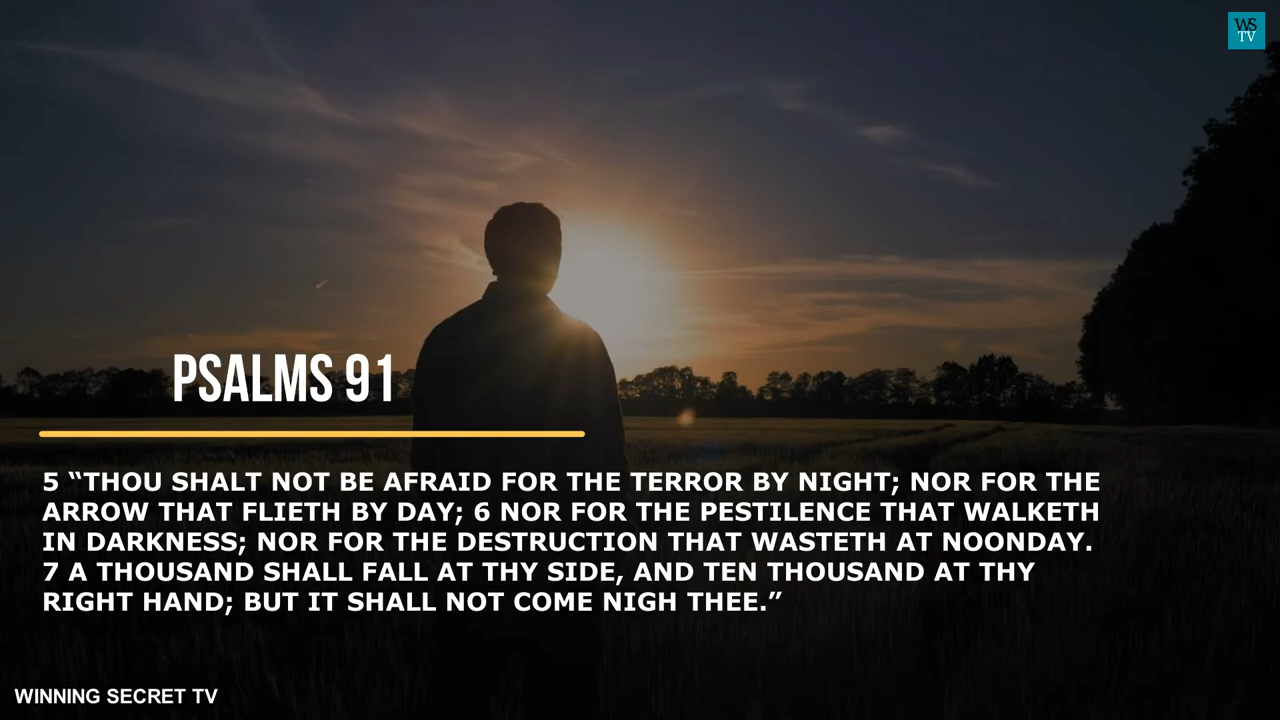 WS
TV
PSALMS 91
5 “THOU SHALT NOT BE AFRAID FOR THE TERROR BY NIGHT; NOR FOR THE
ARROW THAT FLIETH BY DAY; 6 NOR FOR THE PESTILENCE THAT WALKETH
IN DARKNESS; NOR FOR THE DESTRUCTION THAT WASTETH AT NOONDAY.
7 A THOUSAND SHALL FALL AT THY SIDE, AND TEN THOUSAND AT THY
RIGHT HAND; BUT IT SHALL NOT COME NIGH THEE.”
WINNING SECRET TV